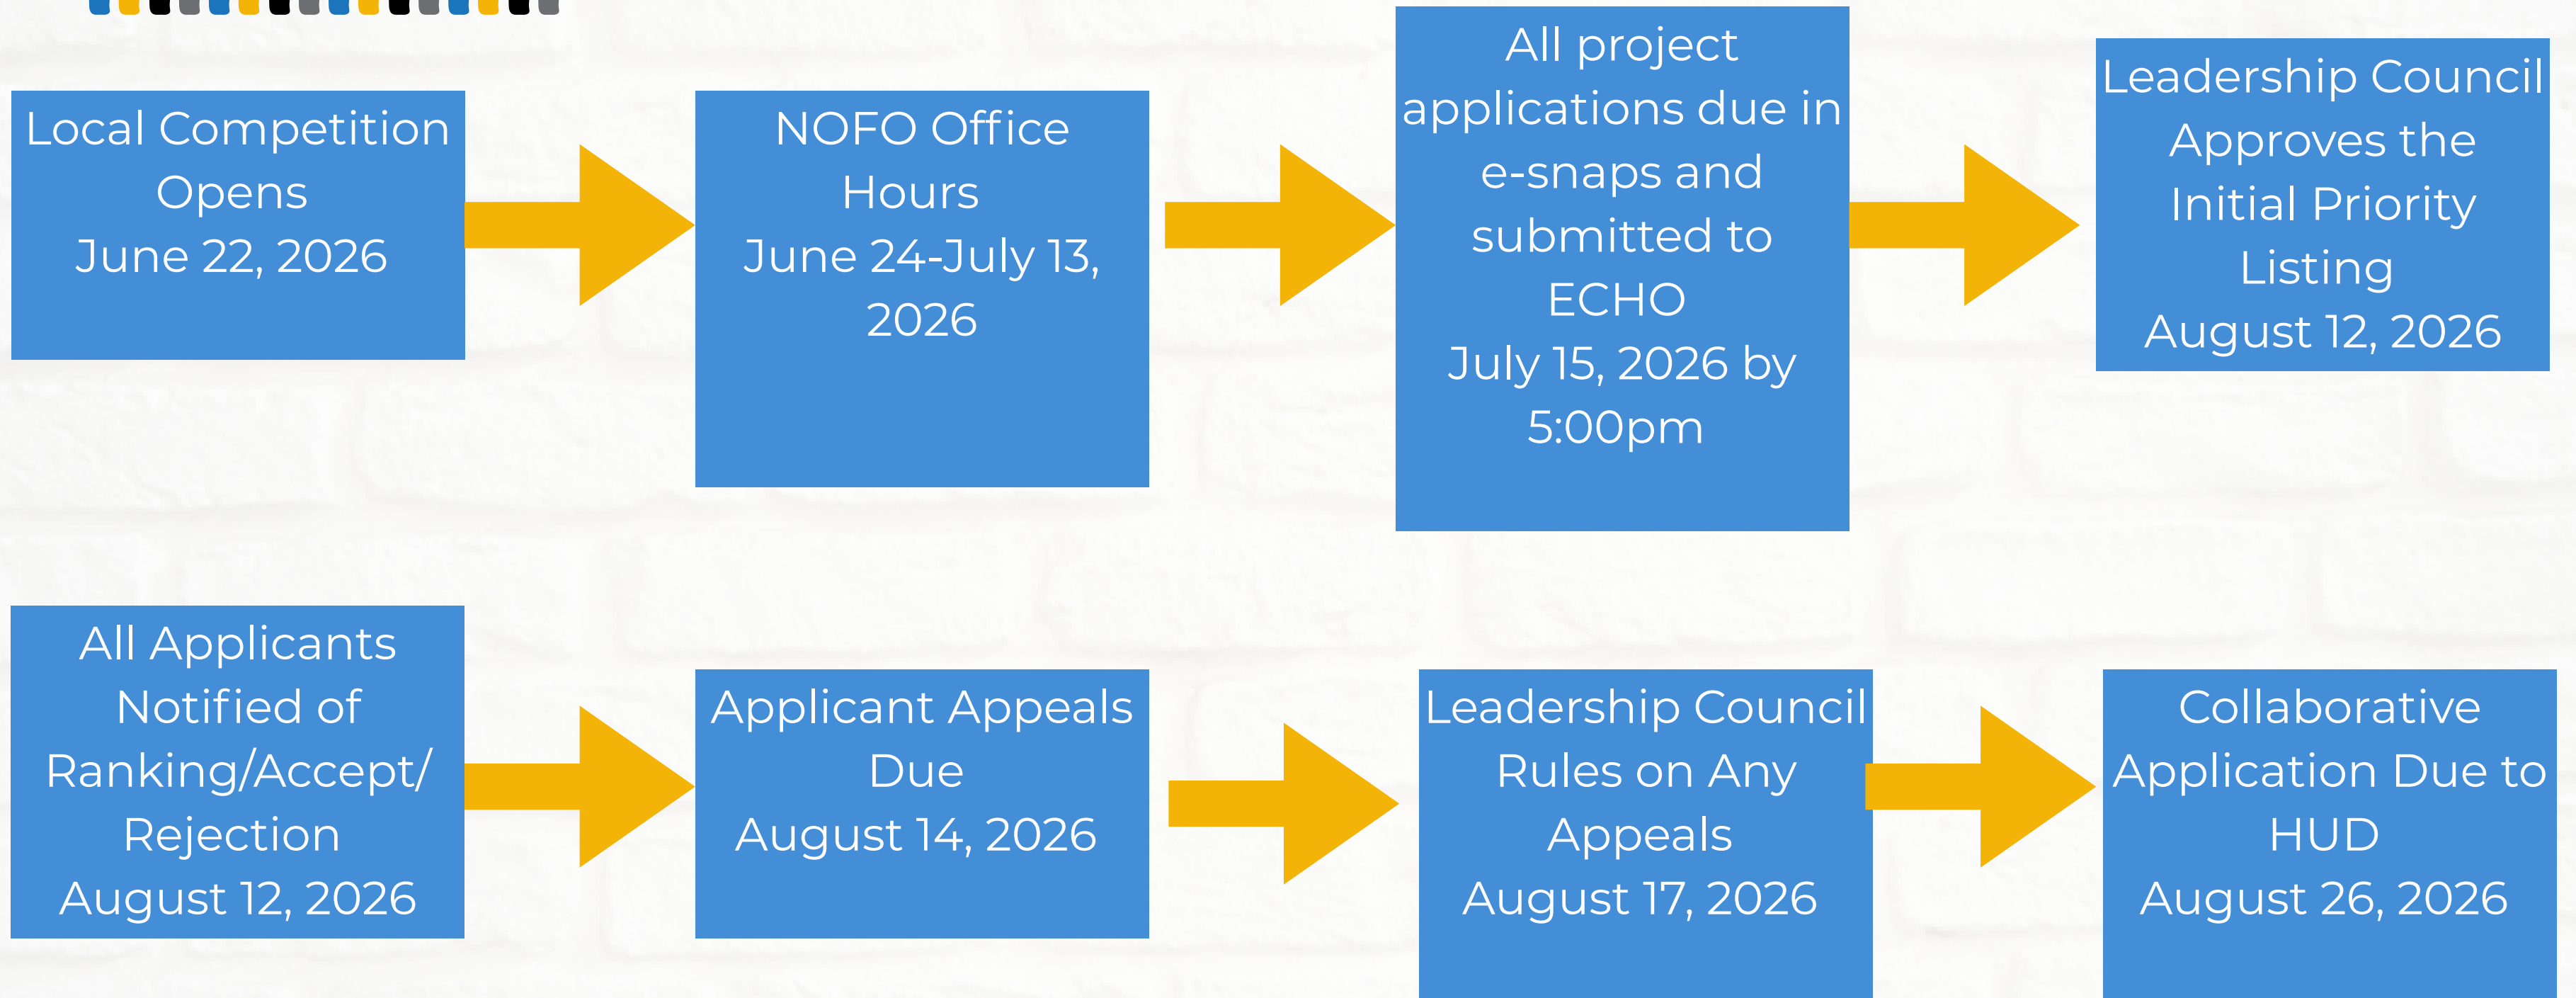 Local Competition
Opens
June 22, 2026
NOFO Office
Hours
June 24-July 13,
2026
All project
applications due in
e-snaps and
submitted to
ECHO
July 15, 2026 by
5:00pm
Leadership Council
Approves the
Initial Priority
Listing
August 12, 2026
All Applicants
Notified of
Ranking/Accept/
Rejection
August 12, 2026
Applicant Appeals
Due
August 14, 2026
Leadership Council
Rules on Any
Appeals
August 17, 2026
Collaborative
Application Due to
HUD
August 26, 2026